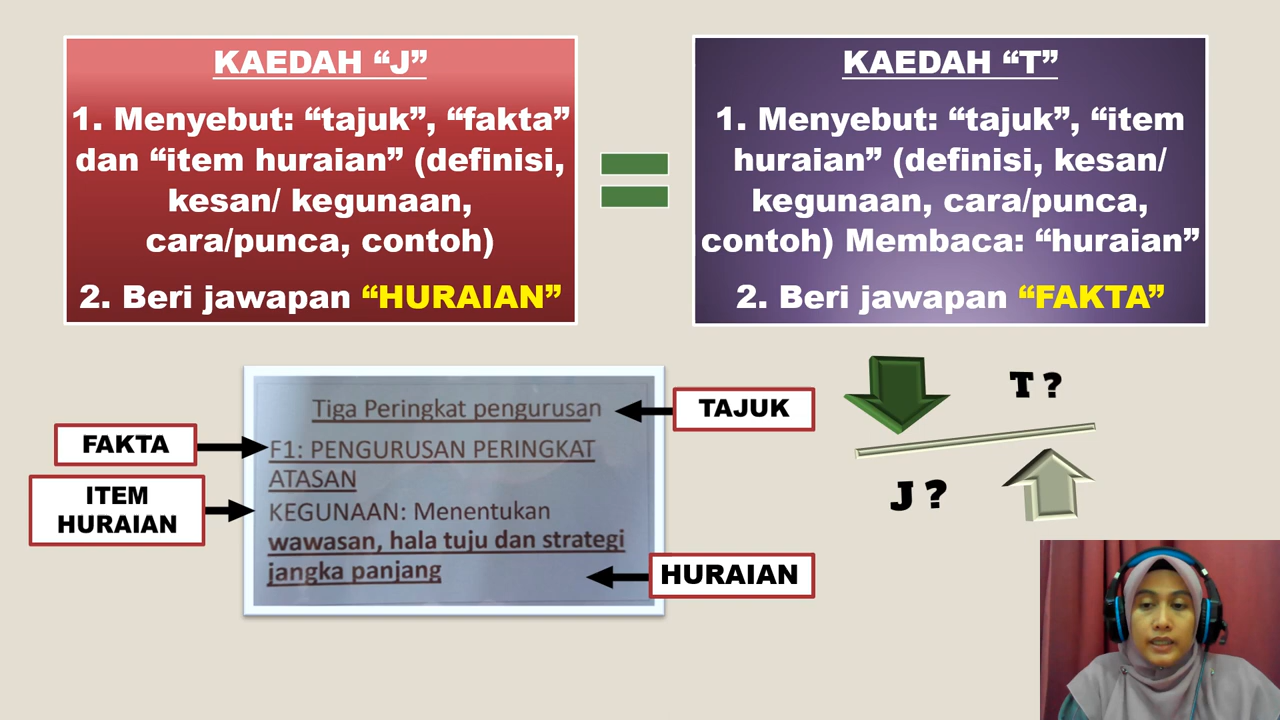 KAEDAH “J”
1. Menyebut: “tajuk”, “fakta”
dan “item huraian” (definisi,
kesan/ kegunaan,
cara/punca, contoh)
2. Beri jawapan “HURAIAN”
KAEDAH “T”
1. Menyebut: “tajuk”, “item
huraian” (definisi, kesan/
kegunaan, cara/punca,
contoh) Membaca: “huraian”
2. Beri jawapan “FAKTA”
Tiga Peringkat pengurusan
F1: PENGURUSAN PERINGKAT
ATASAN
KEGUNAAN: Menentukan
wawasan, hala tuju dan strategi
jangka panjang
TAJUK
FAKTA
ITEM
HURAIAN
HURAIAN
T ?
J ?